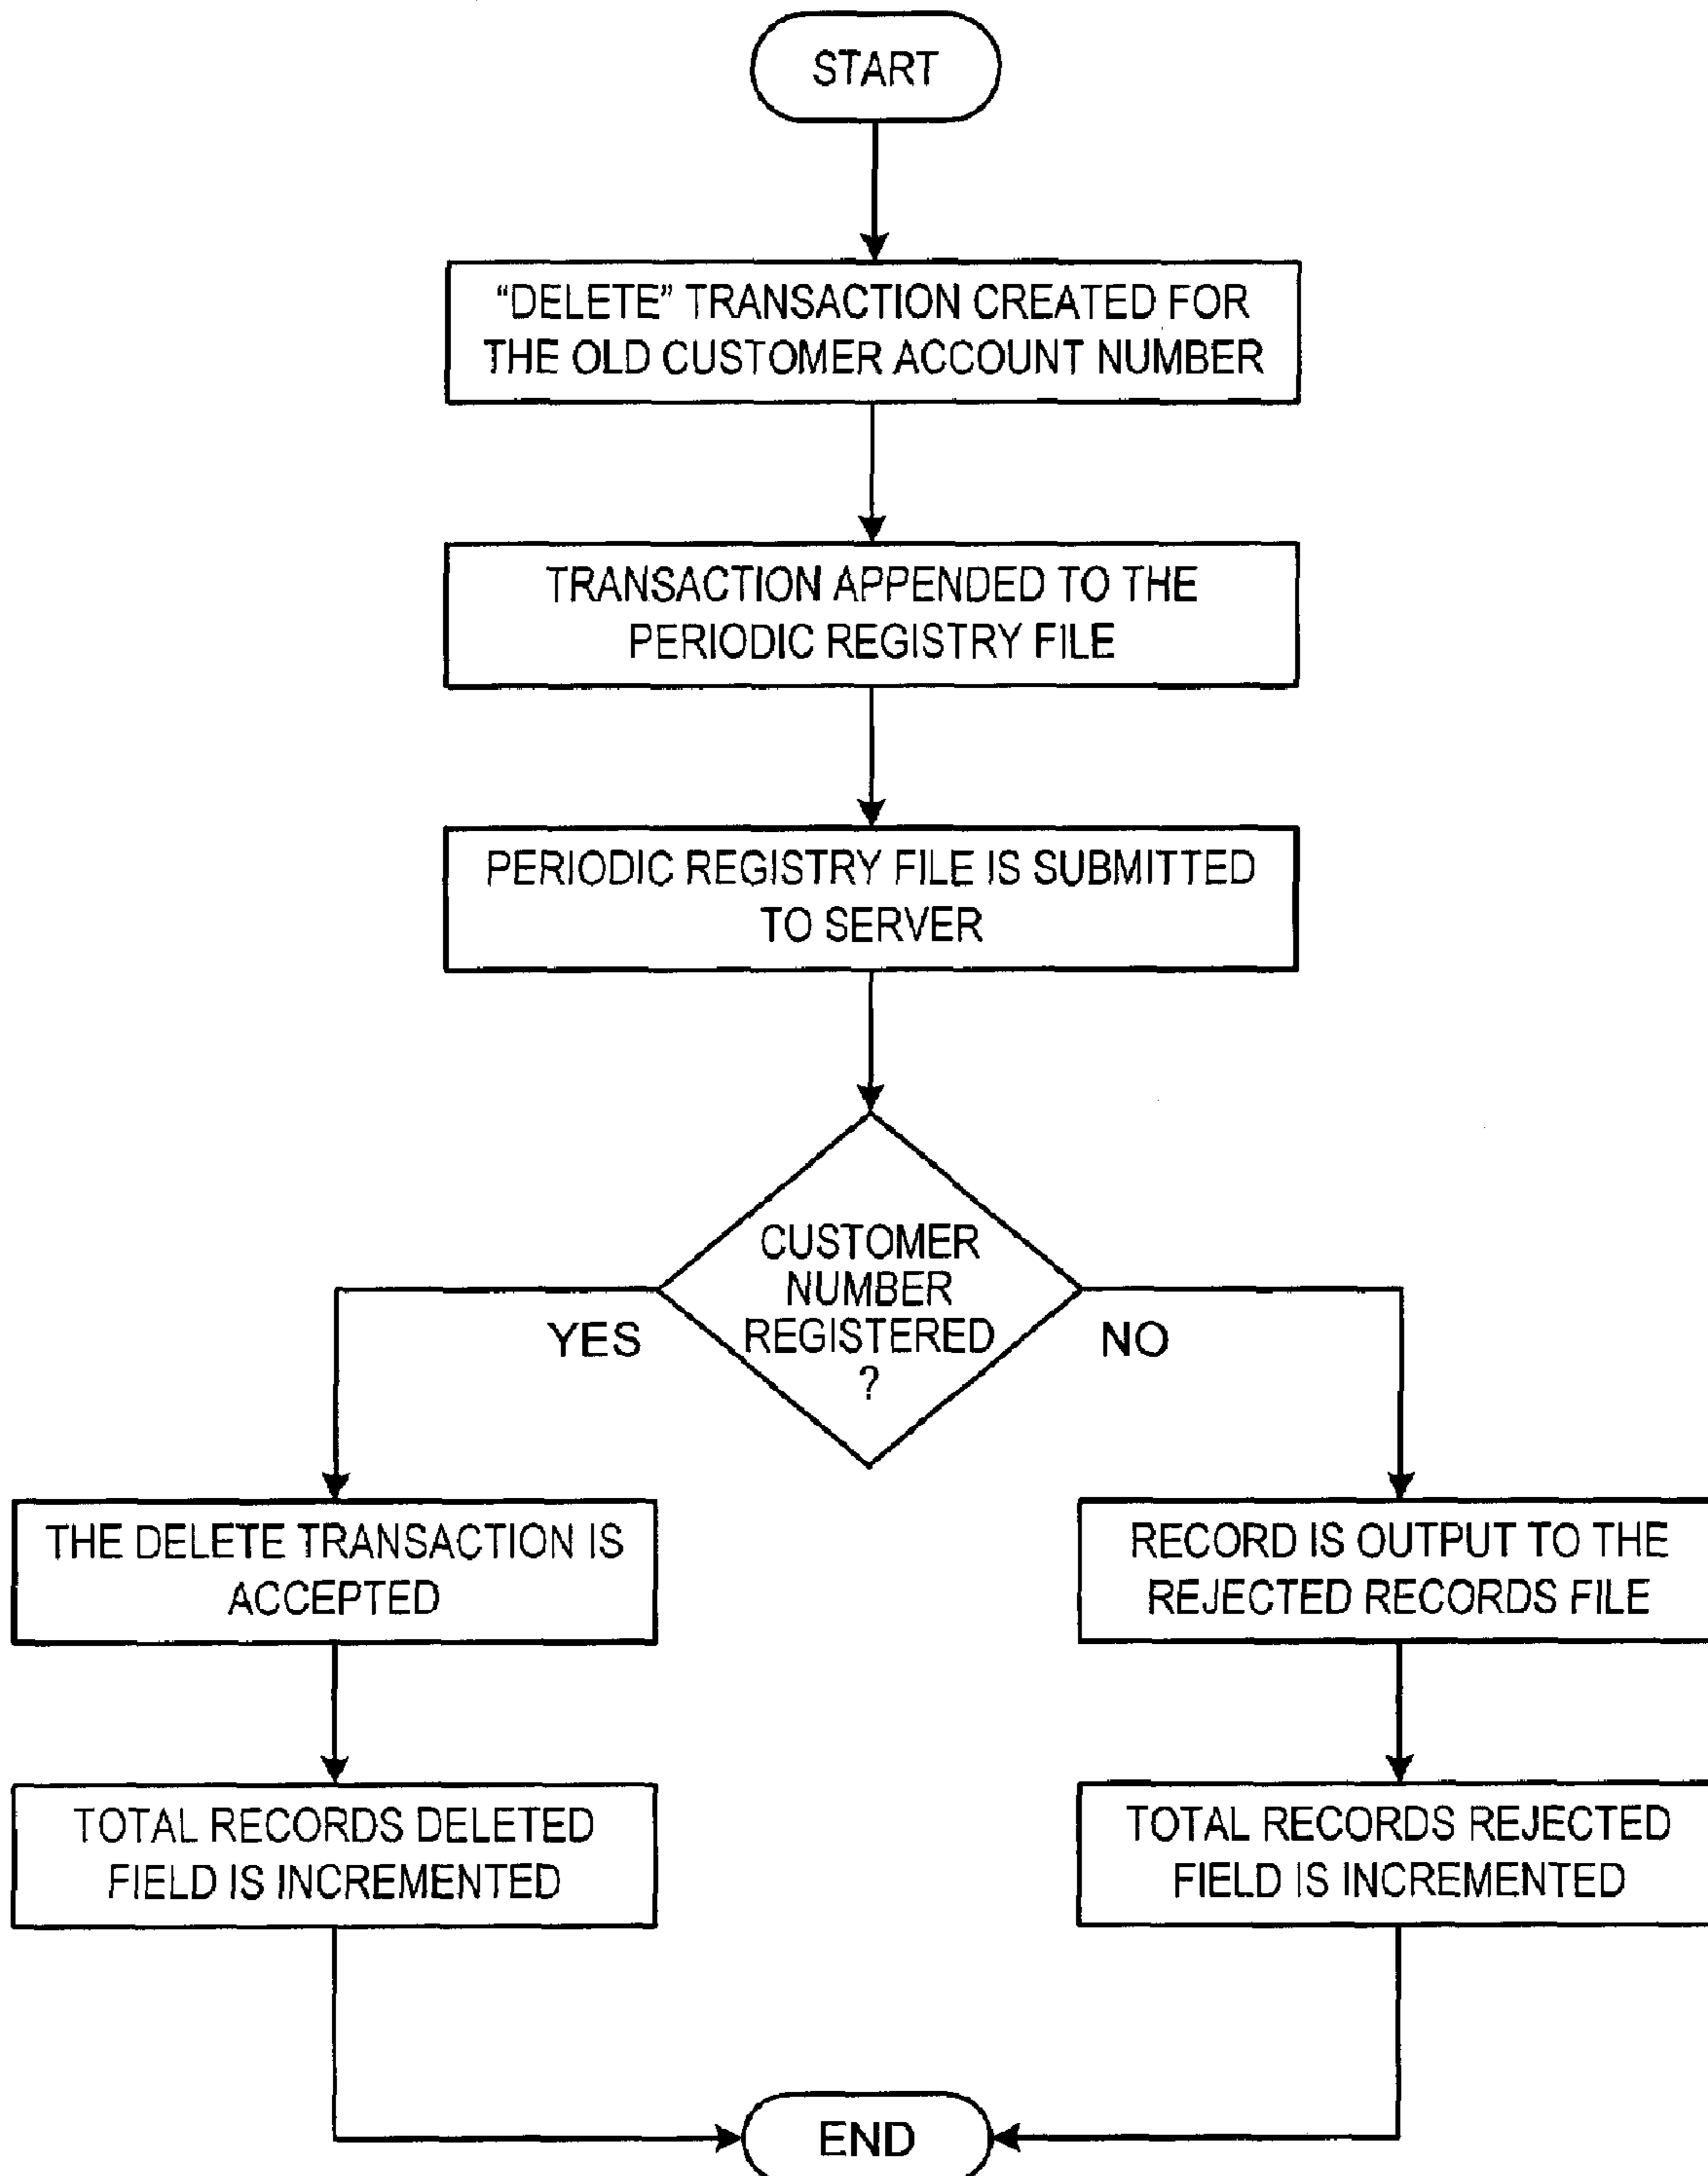 START
“DELETE” TRANSACTION CREATED FOR
THE OLD CUSTOMER ACCOUNT NUMBER
TRANSACTION APPENDED TO THE
PERIODIC REGISTRY FILE
PERIODIC REGISTRY FILE IS SUBMITTED
TO SERVER
CUSTOMER
NUMBER
REGISTERED
?
YES
NO
THE DELETE TRANSACTION IS
ACCEPTED
RECORD IS OUTPUT TO THE
REJECTED RECORDS FILE
TOTAL RECORDS DELETED
FIELD IS INCREMENTED
TOTAL RECORDS REJECTED
FIELD IS INCREMENTED
END